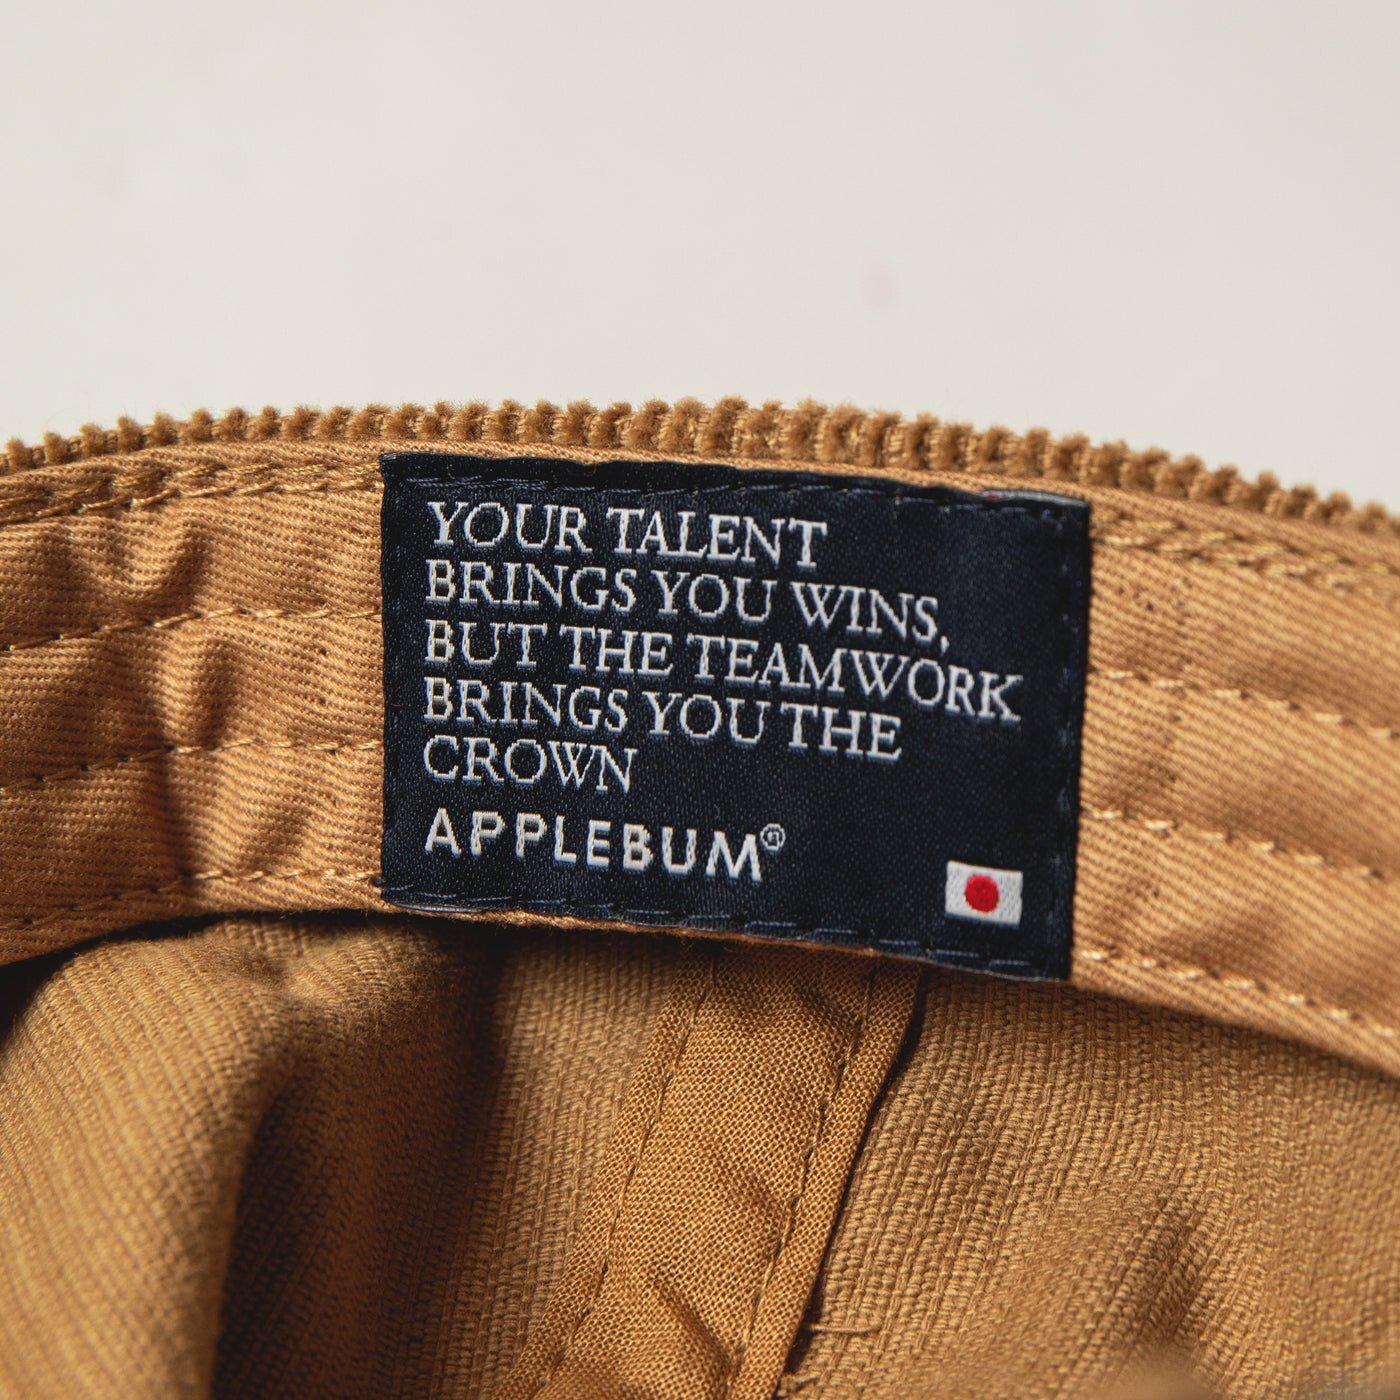 YOUR TALENT
BRINGS YOU WINS,
BUT THE TEAMWORK
BRINGS YOU THE
CROWN
APPLEBUM®